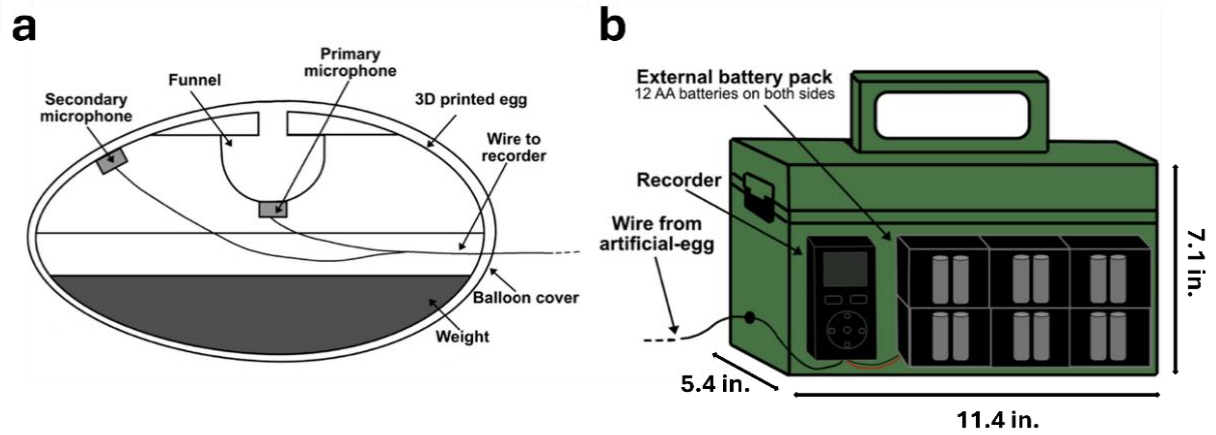 a
Primary
microphone
Funnel
Secondary
microphone
3D printed egg
Wire to
recorder
Balloon cover
Weight
b
External battery pack
12 AA batteries on both sides
Recorder
Wire from
artificial-egg
7.1 in.
5.4 in.
11.4 in.